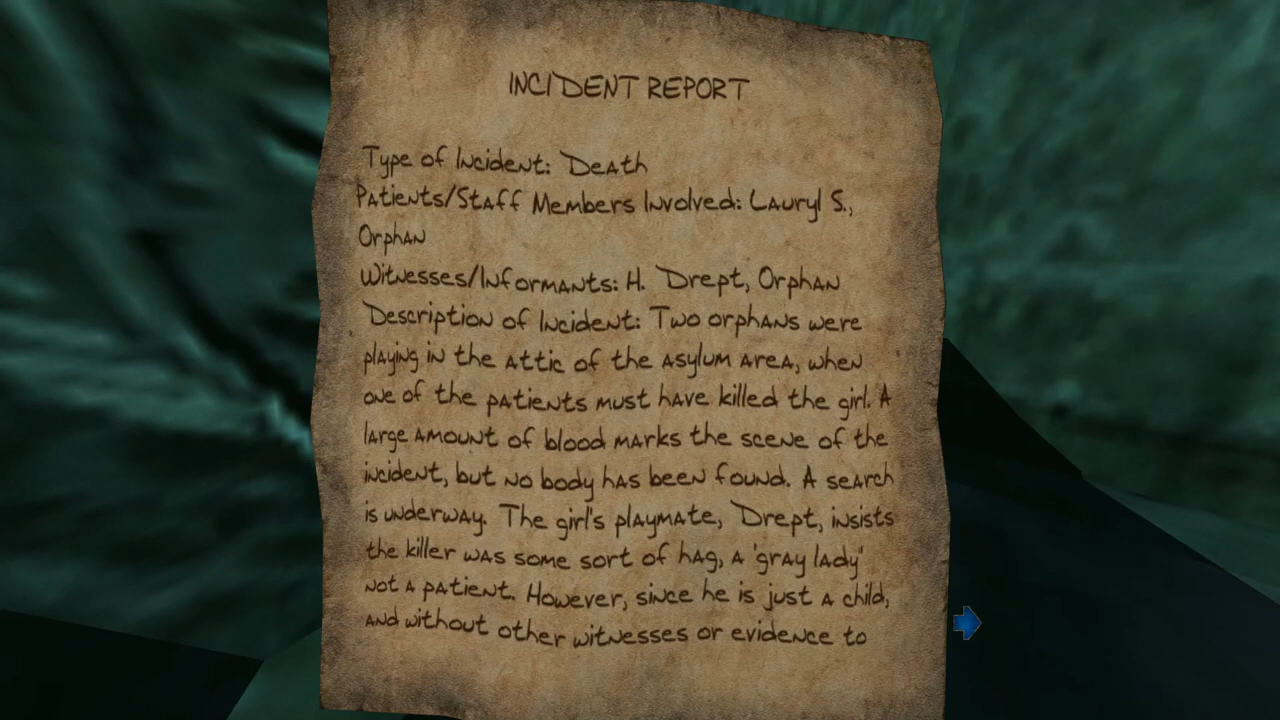 INCIDENT REPORT
Type of Incident: Death
Patients/Staff Members Involved: Lauryl S.,
Orphan
Witnesses/Informants: H. Drept, Orphan
Description of Incident: Two orphans were
playing in the attic of the asylum area, when
one of the patients must have killed the girl. A
large amount of blood marks the scene of the
incident, but no body has been found. A search
is underway. The girl's playmate, Drept, insists
the killer was some sort of hag, a 'gray lady'
not a patient. However, since he is just a child,
and without other witnesses or evidence to